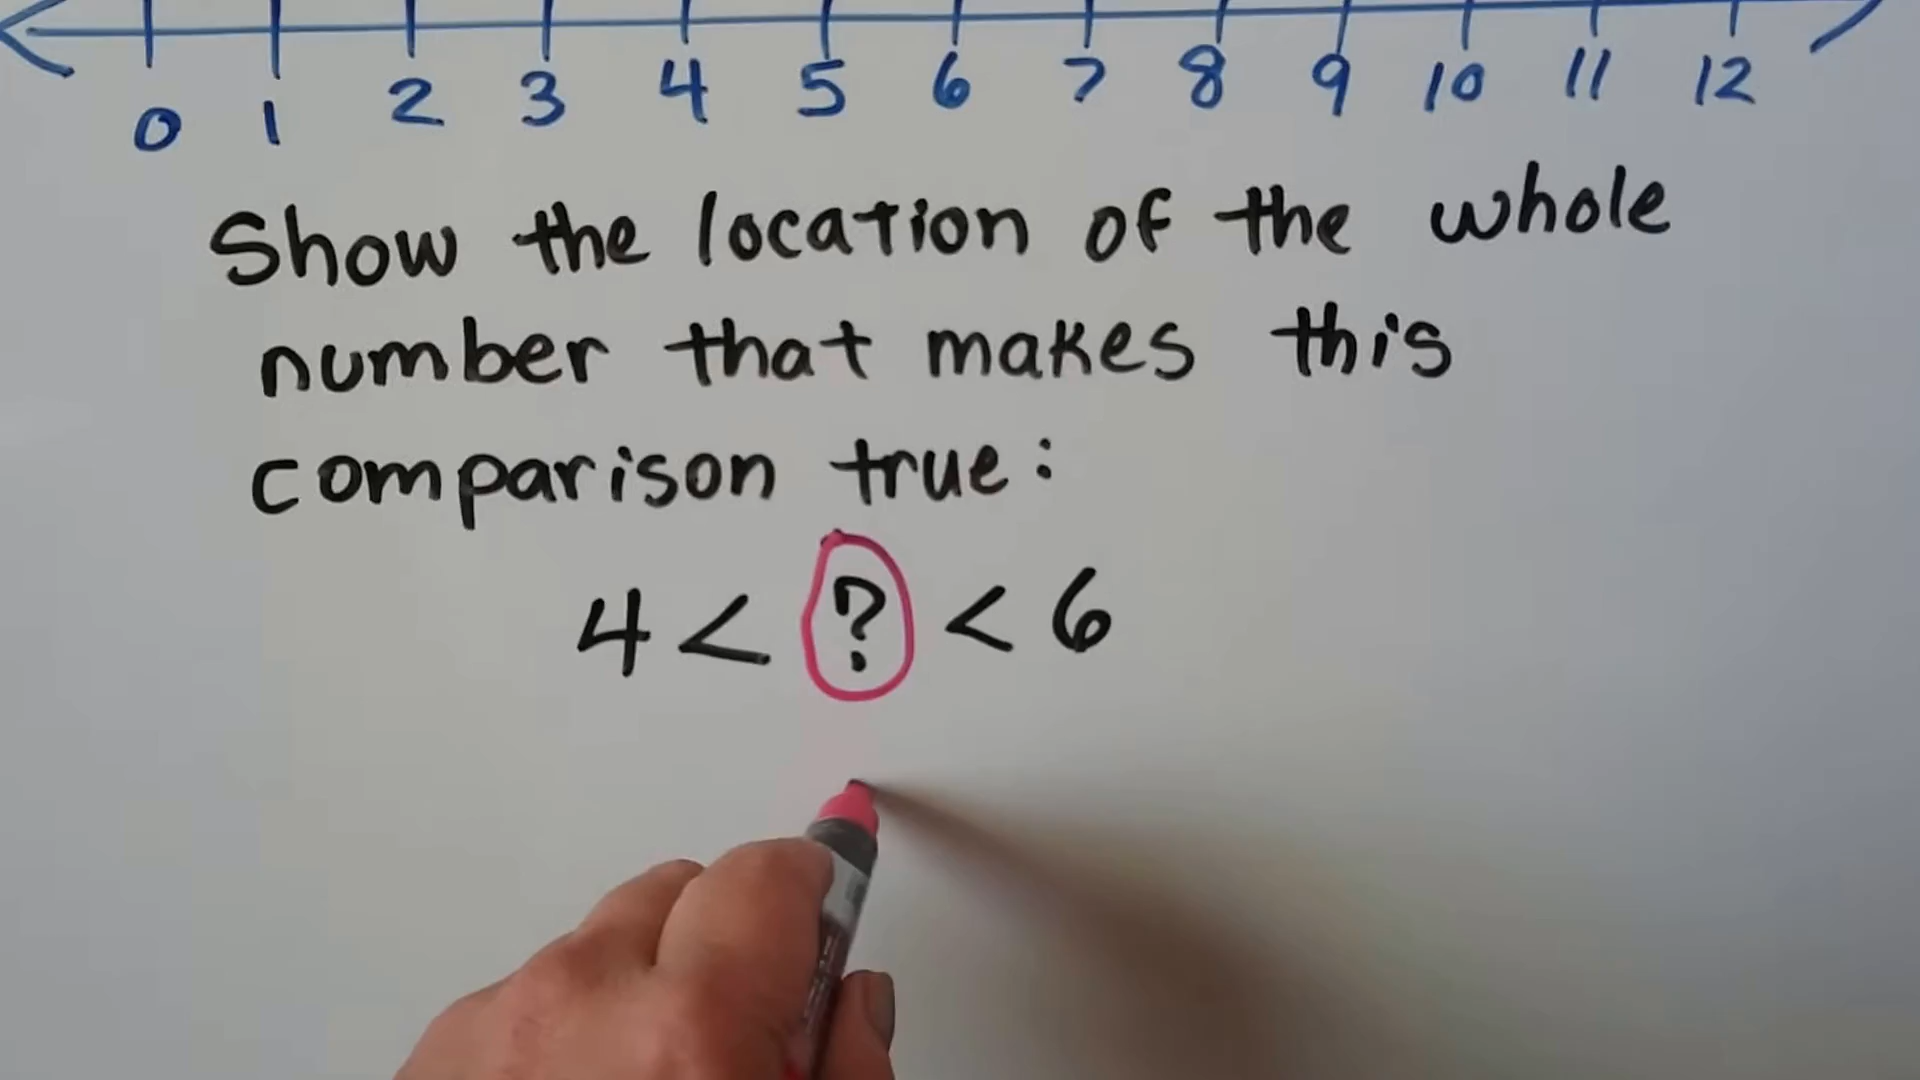 0 1 2 3 4 5 6 7 8 9 10 11 12
Show the location of the whole
number that makes this
comparison true:
4 < ? < 6